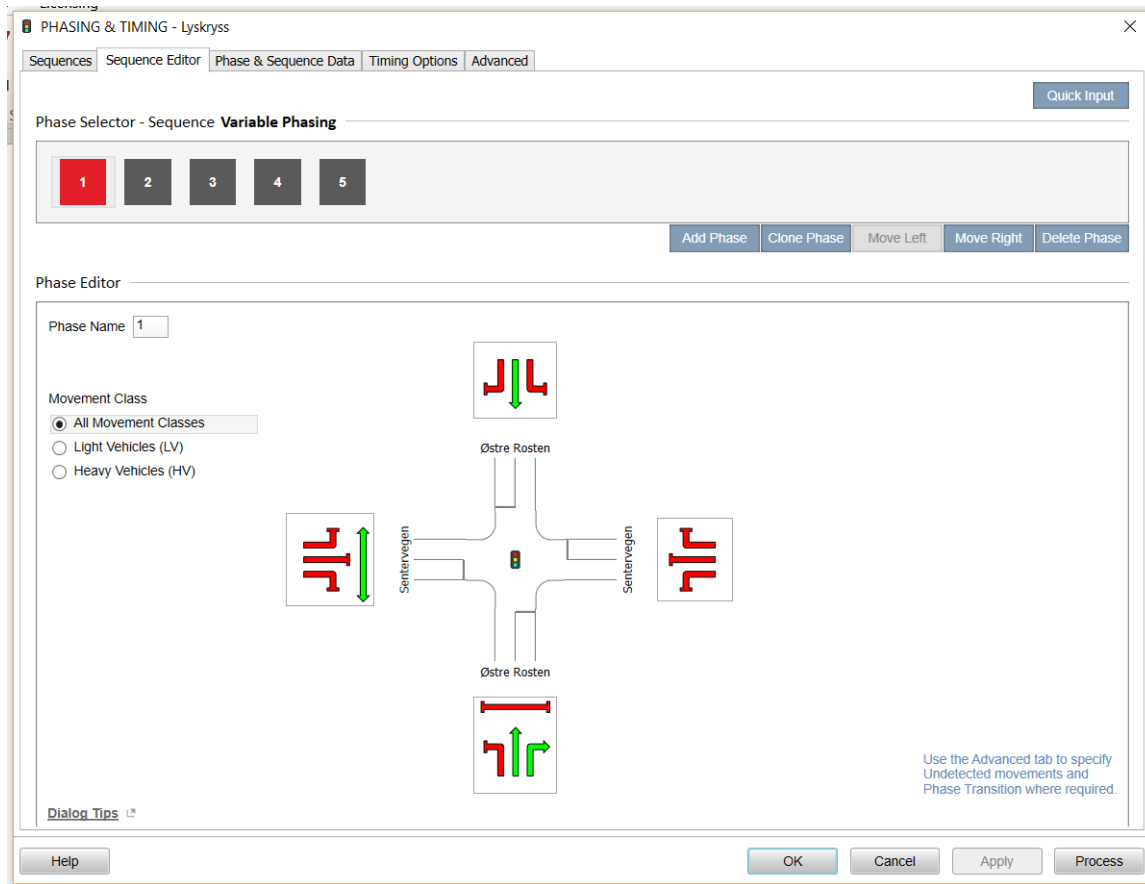 Licensing
PHASING & TIMING - Lyskryss
Sequences Sequence Editor Phase & Sequence Data Timing Options Advanced
Quick Input
Phase Selector - Sequence Variable Phasing
1 2 3 4 5
Add Phase Clone Phase Move Left Move Right Delete Phase
Phase Editor
Phase Name 1
Movement Class
All Movement Classes
Light Vehicles (LV)
Heavy Vehicles (HV)
Østre Rosten
Sentervegen
Sentervegen
Østre Rosten
Use the Advanced tab to specify
Undetected movements and
Phase Transition where required.
Dialog Tips
Help OK Cancel Apply Process